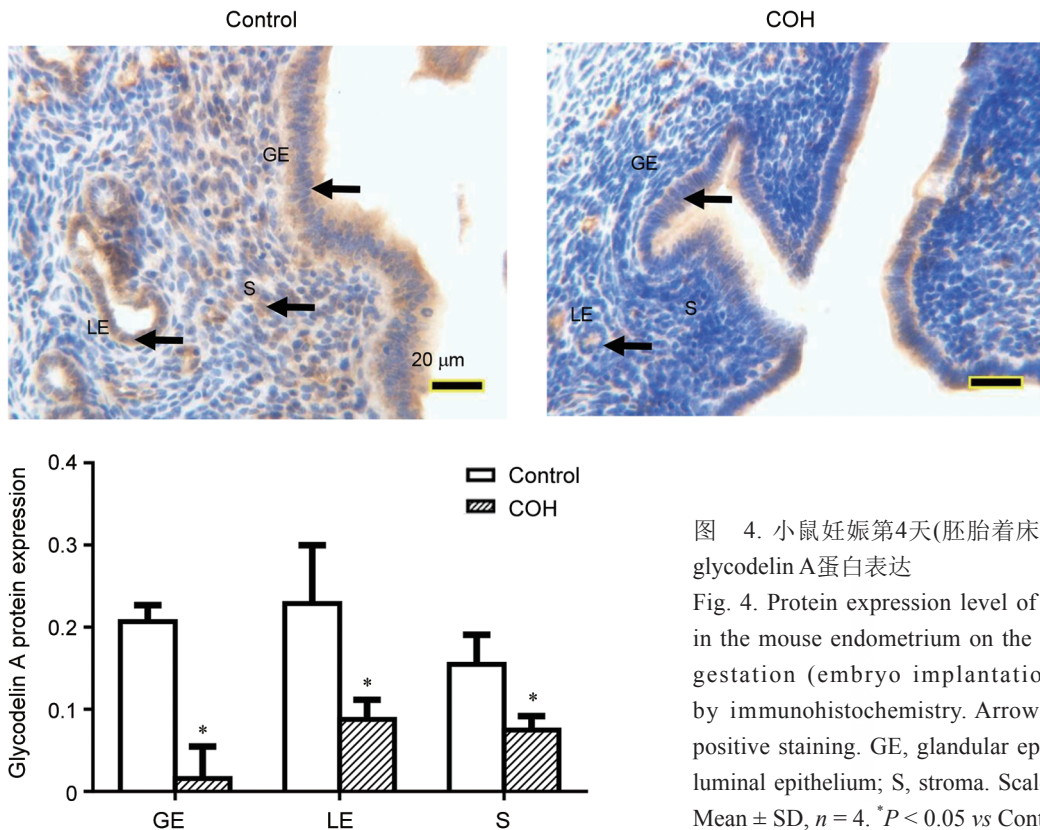 Control
COH
GE
S
LE
20 μm
GE
LE
S
Glycodelin A protein expression
0.4
0.3
0.2
0.1
0
Control
COH
*
*
*
GE
LE
S
图 4. 小鼠妊娠第4天(胚胎着床
glycodelin A蛋白表达
Fig. 4. Protein expression level of
in the mouse endometrium on the
gestation (embryo implantatio
by immunohistochemistry. Arrow
positive staining. GE, glandular ep
luminal epithelium; S, stroma. Scal
Mean ± SD, n = 4. *P < 0.05 vs Cont